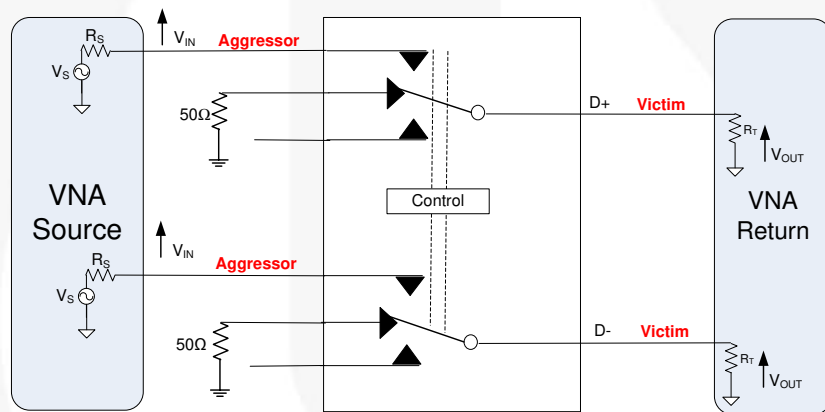 RS
VIN
Aggressor
VS
50Ω
D+
Victim
RT
VOUT
Control
VNA
Source
VNA
Return
VIN
RS
Aggressor
VS
50Ω
D-
Victim
RT
VOUT